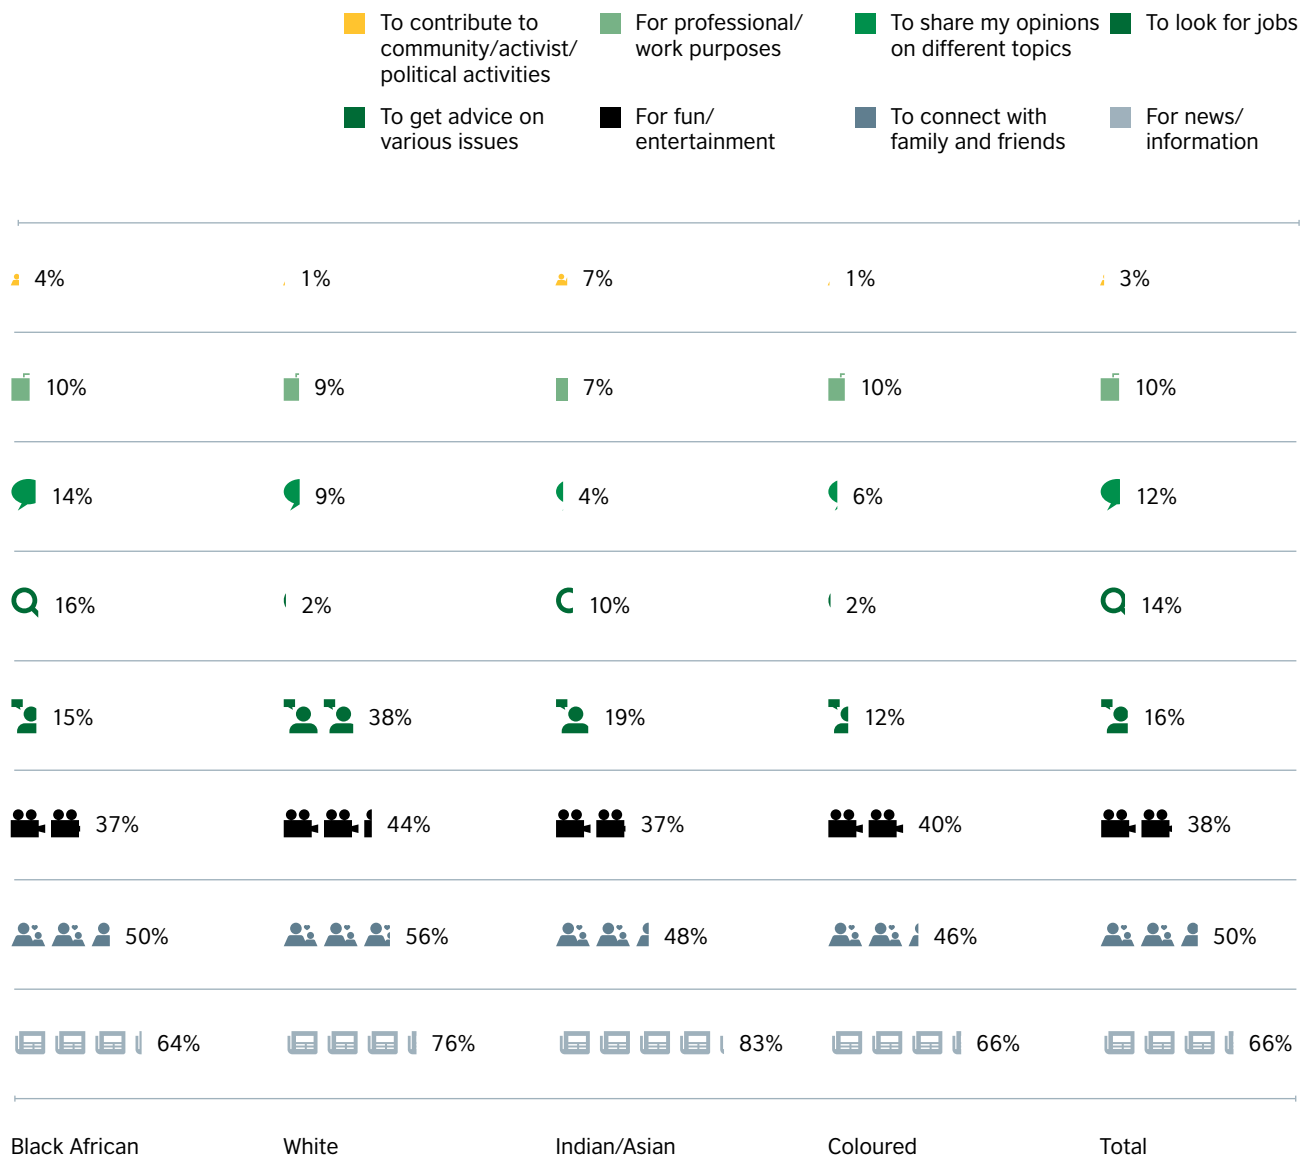 To contribute to
community/activist/
political activities
For professional/
work purposes
To share my opinions
on different topics
To look for jobs
To get advice on
various issues
For fun/
entertainment
To connect with
family and friends
For news/
information
4% 1% 7% 1% 3%
10% 9% 7% 10% 10%
14% 9% 4% 6% 12%
16% 2% 10% 2% 14%
15% 38% 19% 12% 16%
37% 44% 37% 40% 38%
50% 56% 48% 46% 50%
64% 76% 83% 66% 66%
Black African White Indian/Asian Coloured Total